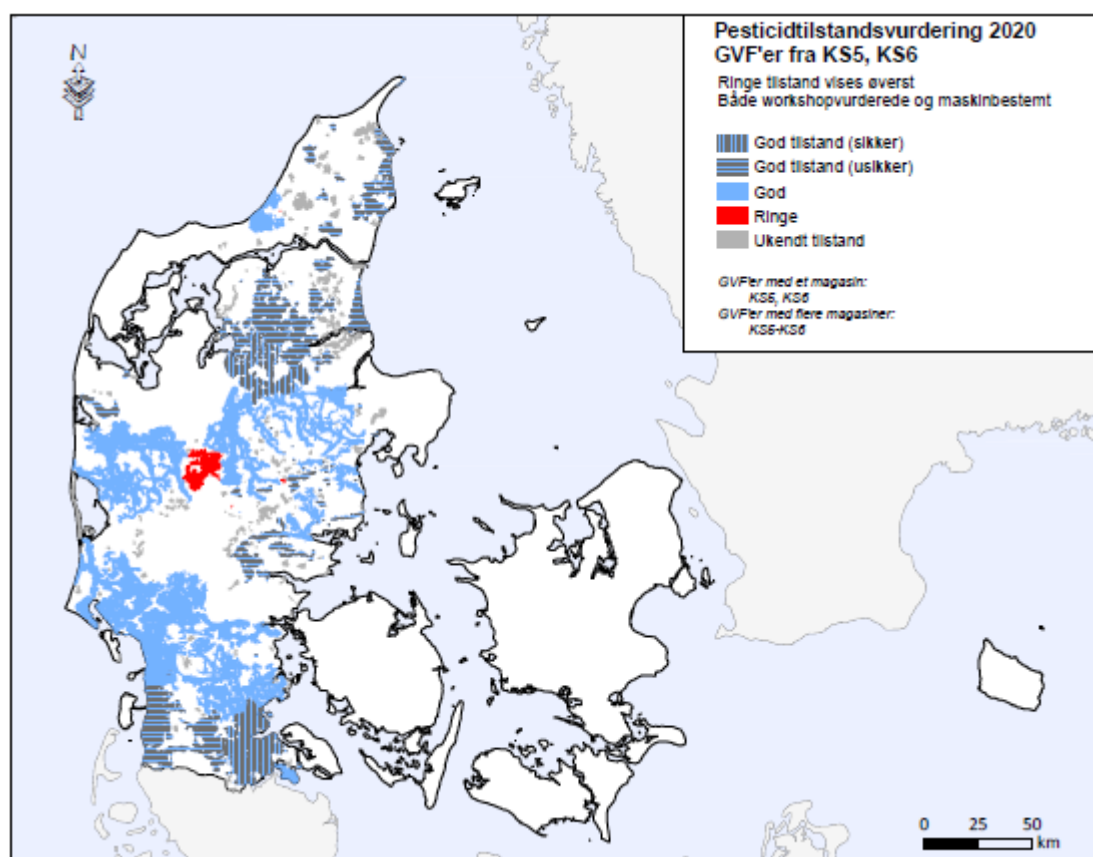 N
Pesticidtilstandsvurdering 2020
GVF'er fra KS5, KS6
Ringe tilstand vises øverst
Både workshopvurderede og maskinbestemt
God tilstand (sikker)
God tilstand (usikker)
God
Ringe
Ukendt tilstand
GVF'er med et magasin:
KS5, KS6
GVF'er med flere magasiner:
KS5-KS6
0 25 50
km